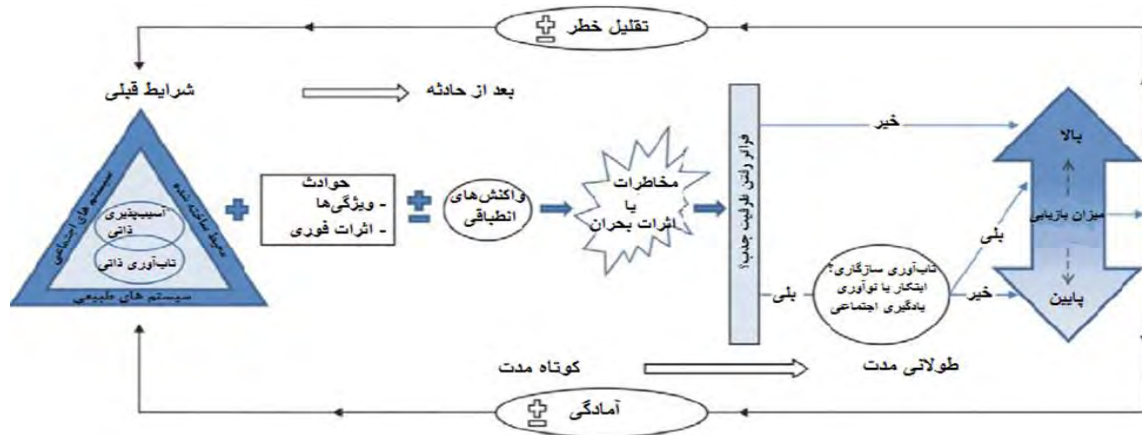 تقلیل خطر
+
-
شرایط قبلی
بعد از حادثه
سیستم های اجتماعی
محیط ساخته شده
سیستم های طبیعی
آسیب‌پذیری
ذاتی
تاب‌آوری ذاتی
+
حوادث
- ویژگی‌ها
- اثرات فوری
+
-
واکنش‌های
انطباقی
مخاطرات
یا
اثرات بحران
فراتر رفتن ظرفیت جذب؟
خیر
بلی
تاب‌آوری سازگاری؟
ابتکار یا نوآوری
یادگیری اجتماعی
بلی
خیر
بالا
میزان بازیابی
پایین
کوتاه مدت
طولانی مدت
آمادگی
+
-